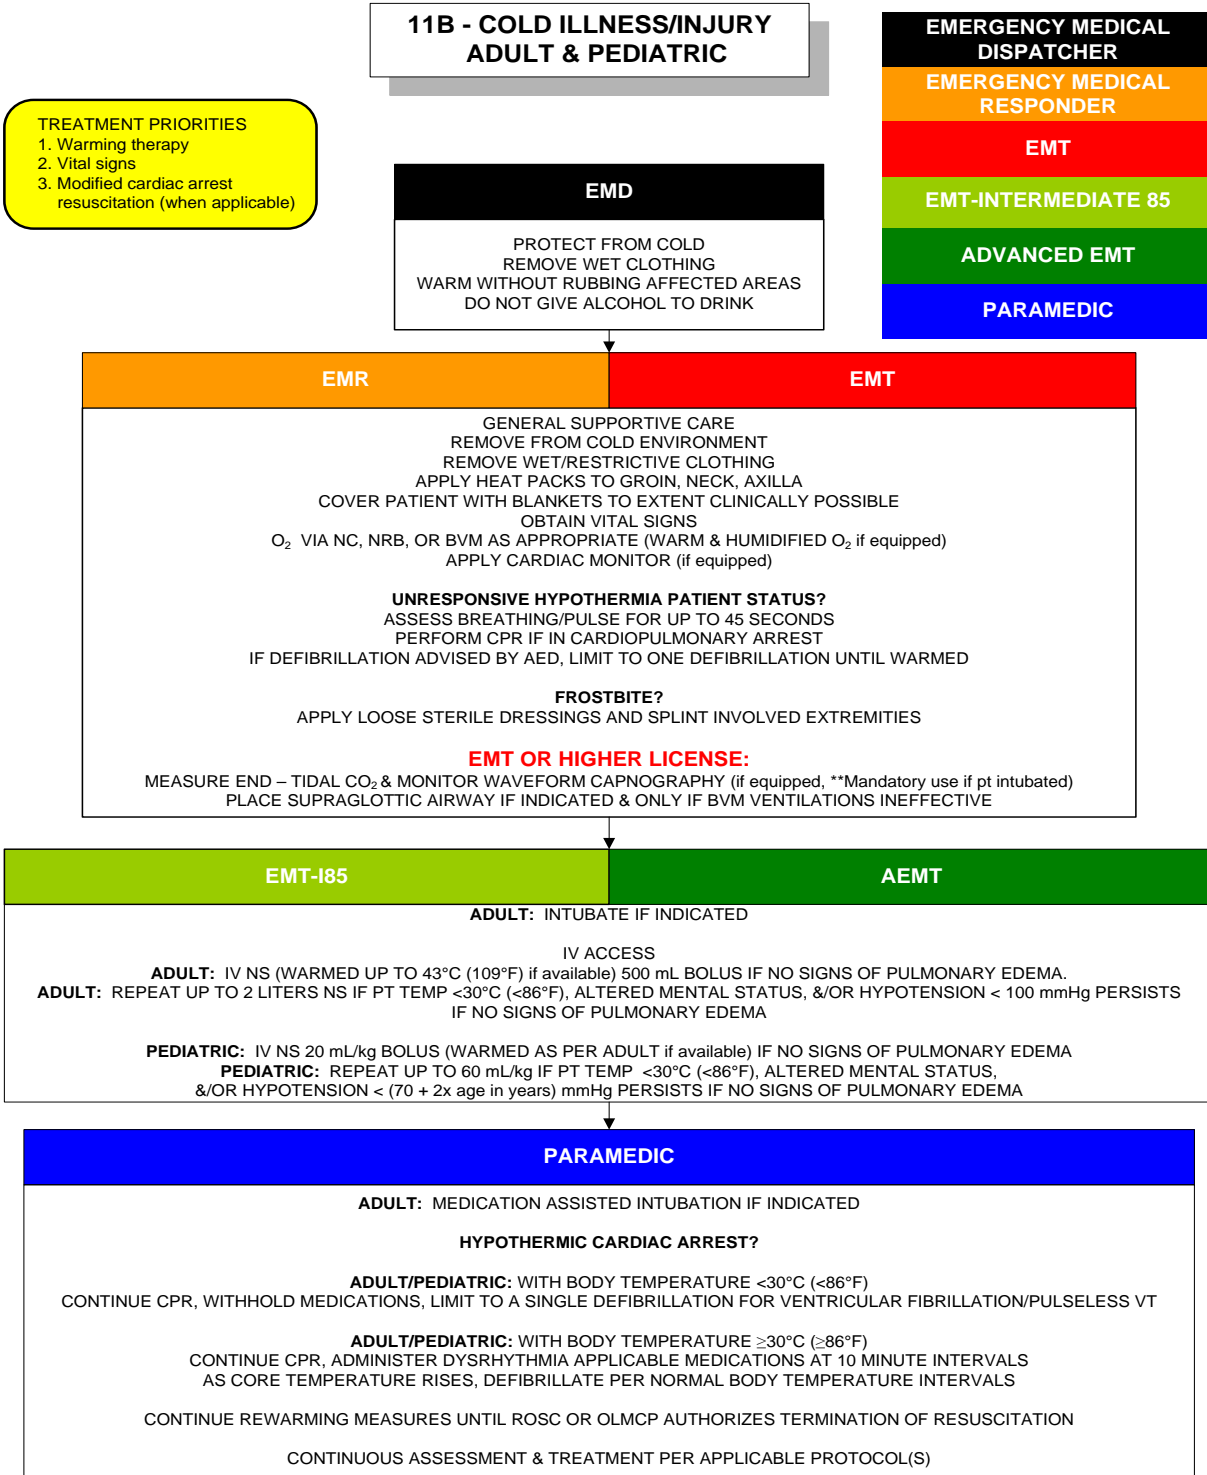 11B - COLD ILLNESS/INJURY
ADULT & PEDIATRIC
EMERGENCY MEDICAL
DISPATCHER
EMERGENCY MEDICAL
RESPONDER
EMT
EMT-INTERMEDIATE 85
ADVANCED EMT
PARAMEDIC
TREATMENT PRIORITIES
1. Warming therapy
2. Vital signs
3. Modified cardiac arrest
resuscitation (when applicable)
EMD
PROTECT FROM COLD
REMOVE WET CLOTHING
WARM WITHOUT RUBBING AFFECTED AREAS
DO NOT GIVE ALCOHOL TO DRINK
EMR
EMT
GENERAL SUPPORTIVE CARE
REMOVE FROM COLD ENVIRONMENT
REMOVE WET/RESTRICTIVE CLOTHING
APPLY HEAT PACKS TO GROIN, NECK, AXILLA
COVER PATIENT WITH BLANKETS TO EXTENT CLINICALLY POSSIBLE
OBTAIN VITAL SIGNS
O₂ VIA NC, NRB, OR BVM AS APPROPRIATE (WARM & HUMIDIFIED O₂ if equipped)
APPLY CARDIAC MONITOR (if equipped)
UNRESPONSIVE HYPOTHERMIA PATIENT STATUS?
ASSESS BREATHING/PULSE FOR UP TO 45 SECONDS
PERFORM CPR IF IN CARDIOPULMONARY ARREST
IF DEFIBRILLATION ADVISED BY AED, LIMIT TO ONE DEFIBRILLATION UNTIL WARMED
FROSTBITE?
APPLY LOOSE STERILE DRESSINGS AND SPLINT INVOLVED EXTREMITIES
EMT OR HIGHER LICENSE:
MEASURE END – TIDAL CO₂ & MONITOR WAVEFORM CAPNOGRAPHY (if equipped, **Mandatory use if pt intubated)
PLACE SUPRAGLOTTIC AIRWAY IF INDICATED & ONLY IF BVM VENTILATIONS INEFFECTIVE
EMT-I85
AEMT
ADULT: INTUBATE IF INDICATED
IV ACCESS
ADULT: IV NS (WARMED UP TO 43°C (109°F) if available) 500 mL BOLUS IF NO SIGNS OF PULMONARY EDEMA.
ADULT: REPEAT UP TO 2 LITERS NS IF PT TEMP <30°C (<86°F), ALTERED MENTAL STATUS, &/OR HYPOTENSION < 100 mmHg PERSISTS
IF NO SIGNS OF PULMONARY EDEMA
PEDIATRIC: IV NS 20 mL/kg BOLUS (WARMED AS PER ADULT if available) IF NO SIGNS OF PULMONARY EDEMA
PEDIATRIC: REPEAT UP TO 60 mL/kg IF PT TEMP <30°C (<86°F), ALTERED MENTAL STATUS,
&/OR HYPOTENSION < (70 + 2x age in years) mmHg PERSISTS IF NO SIGNS OF PULMONARY EDEMA
PARAMEDIC
ADULT: MEDICATION ASSISTED INTUBATION IF INDICATED
HYPOTHERMIC CARDIAC ARREST?
ADULT/PEDIATRIC: WITH BODY TEMPERATURE <30°C (<86°F)
CONTINUE CPR, WITHHOLD MEDICATIONS, LIMIT TO A SINGLE DEFIBRILLATION FOR VENTRICULAR FIBRILLATION/PULSELESS VT
ADULT/PEDIATRIC: WITH BODY TEMPERATURE ≥30°C (≥86°F)
CONTINUE CPR, ADMINISTER DYSRHYTHMIA APPLICABLE MEDICATIONS AT 10 MINUTE INTERVALS
AS CORE TEMPERATURE RISES, DEFIBRILLATE PER NORMAL BODY TEMPERATURE INTERVALS
CONTINUE REWARMING MEASURES UNTIL ROSC OR OLMCP AUTHORIZES TERMINATION OF RESUSCITATION
CONTINUOUS ASSESSMENT & TREATMENT PER APPLICABLE PROTOCOL(S)